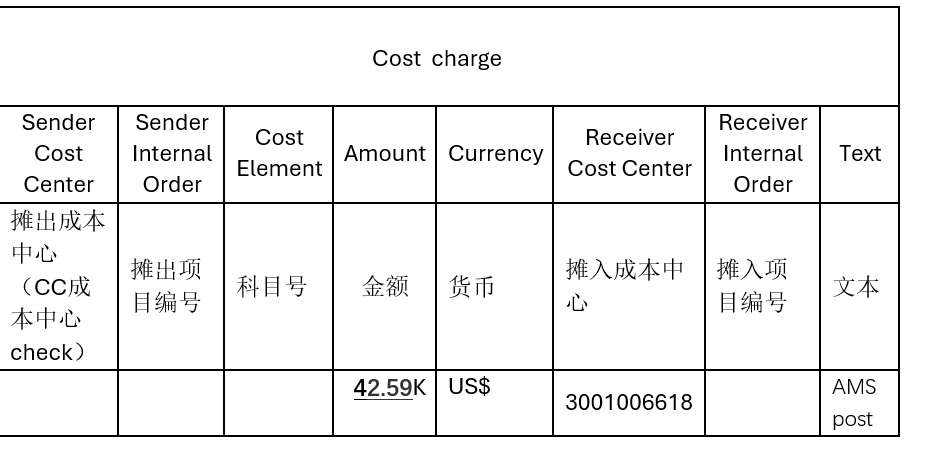 Cost charge
Sender
Cost
Center
Sender
Internal
Order
Cost
Element
Amount
Currency
Receiver
Cost Center
Receiver
Internal
Order
Text
摊出成本
中心
（CC成
本中心
check）
摊出项
目编号
科目号
金额
货币
摊入成本中
心
摊入项
目编号
文本
42.59K
US$
3001006618
AMS
post